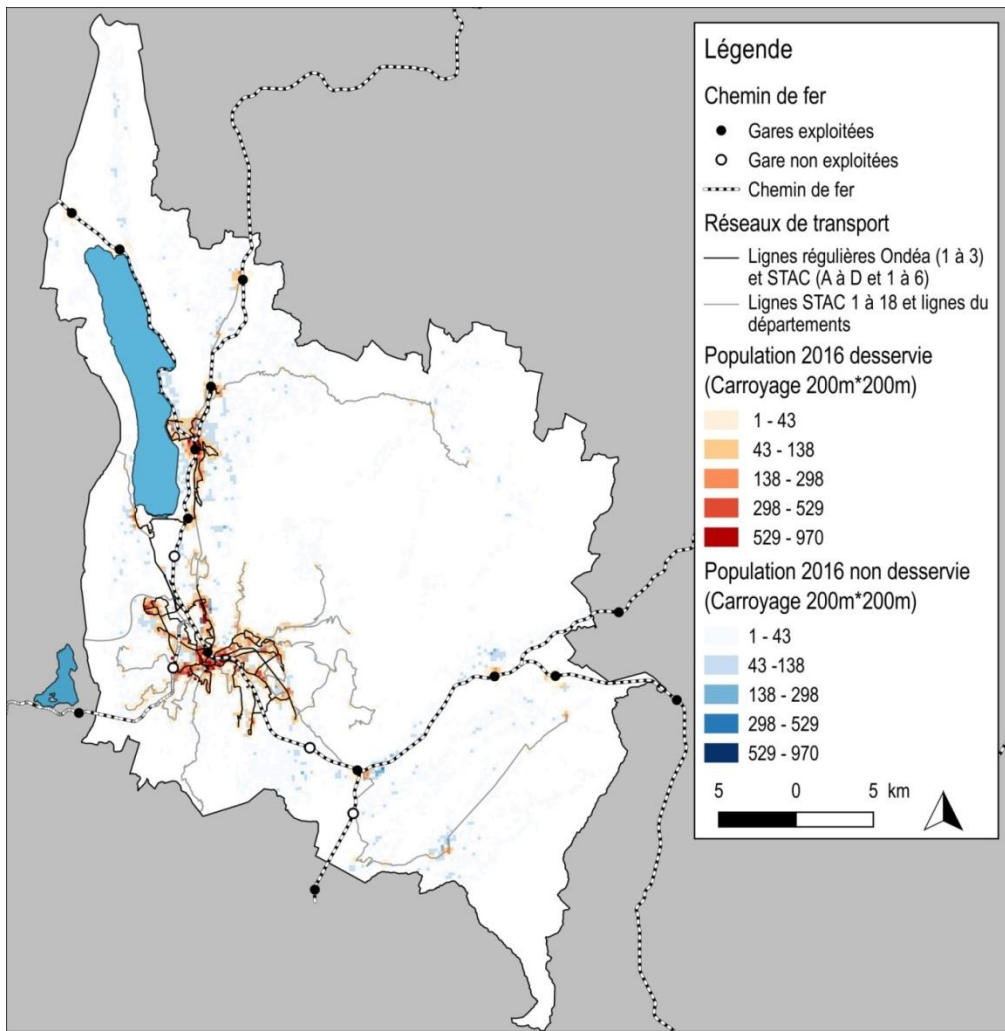 Légende
Chemin de fer
Gares exploitées
Gare non exploitées
Chemin de fer
Réseaux de transport
Lignes régulières Ondéa (1 à 3)
et STAC (A à D et 1 à 6)
Lignes STAC 1 à 18 et lignes du
départements
Population 2016 desservie
(Carroyage 200m*200m)
1 - 43
43 - 138
138 - 298
298 - 529
529 - 970
Population 2016 non desservie
(Carroyage 200m*200m)
1 - 43
43 -138
138 - 298
298 - 529
529 - 970
5 0 5 km